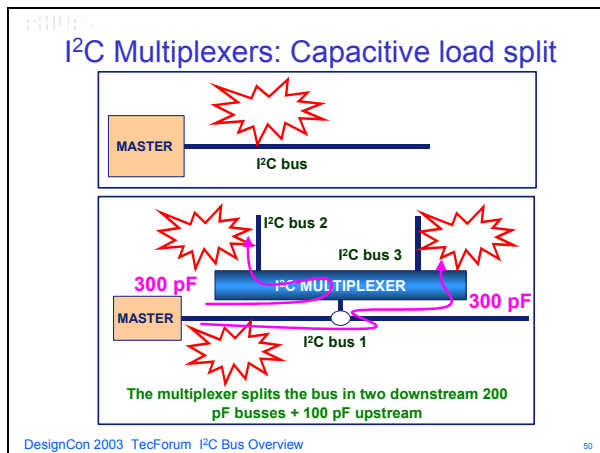 PHILIPS
I²C Multiplexers: Capacitive load split
MASTER
I²C bus
I²C bus 2
I²C bus 3
300 pF
I²C MULTIPLEXER
300 pF
MASTER
I²C bus 1
The multiplexer splits the bus in two downstream 200
pF busses + 100 pF upstream
DesignCon 2003 TecForum I²C Bus Overview
50